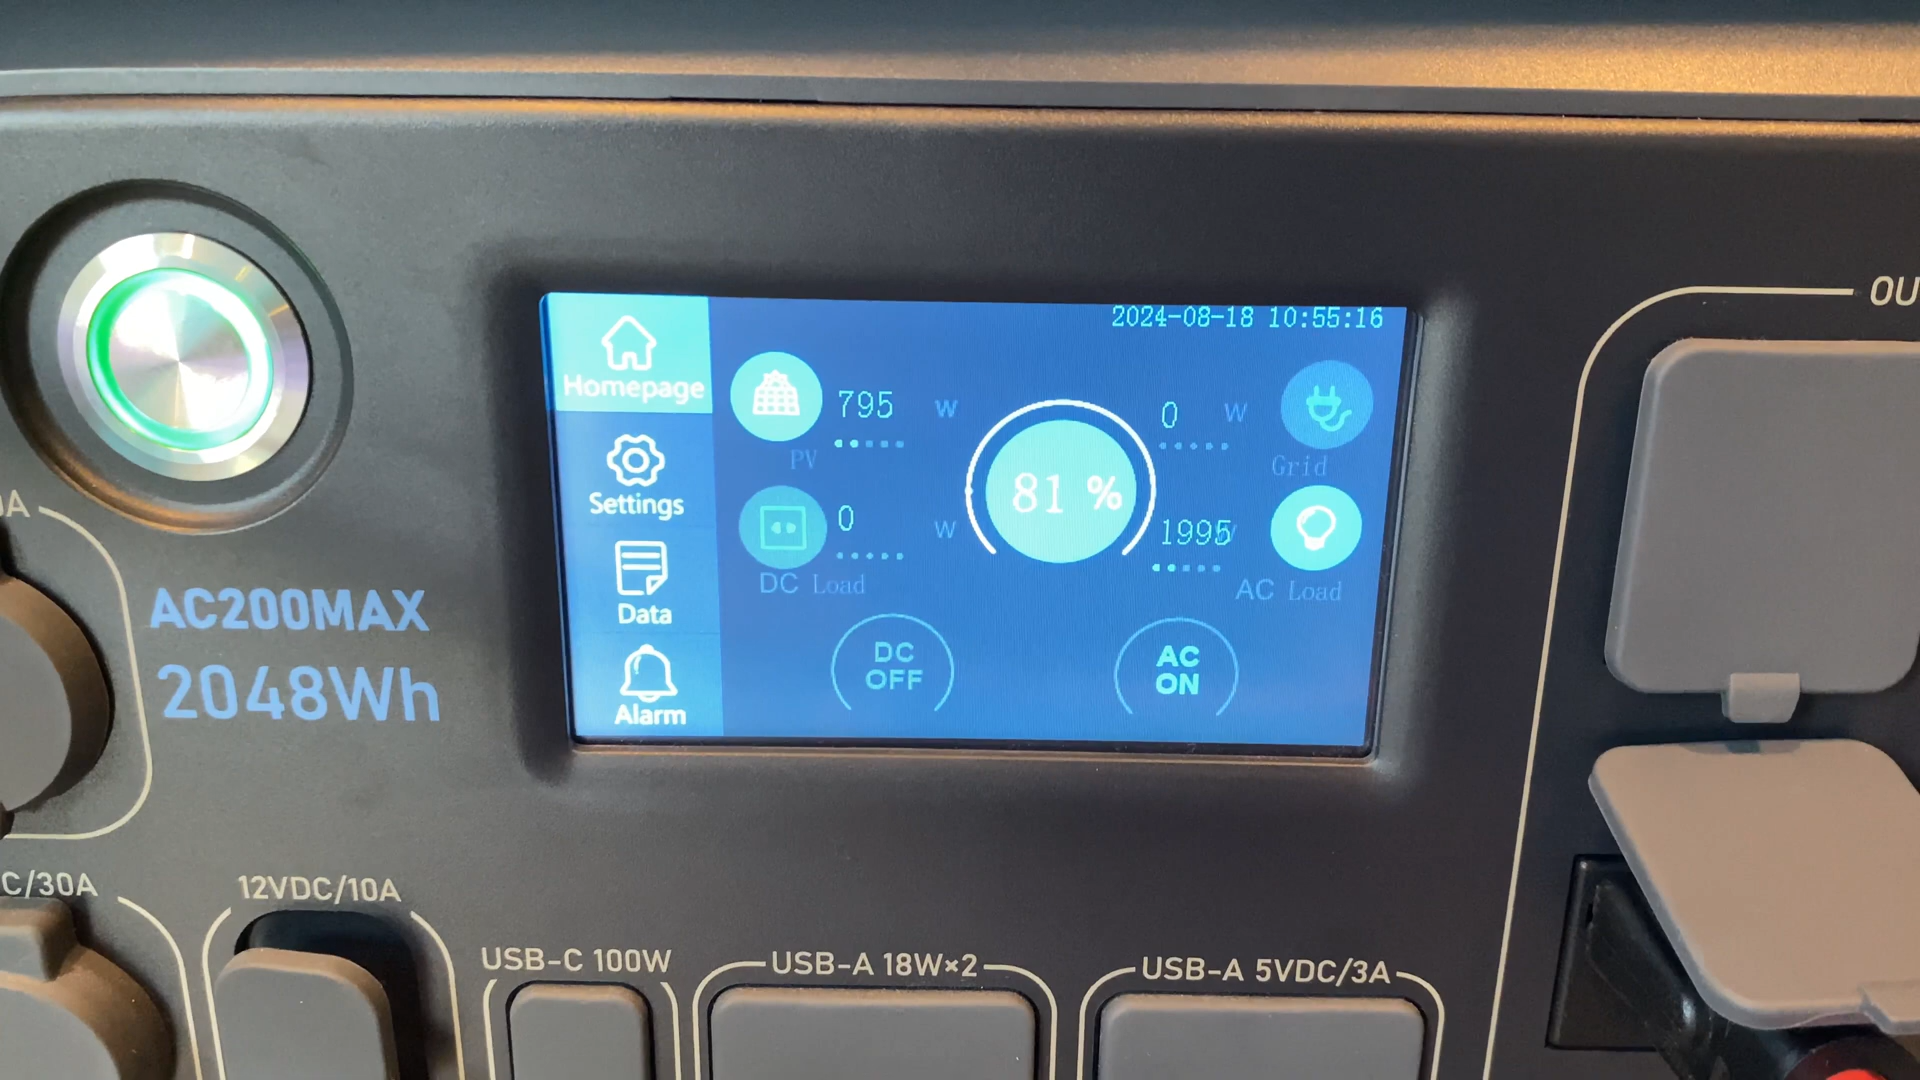 2024-08-18 10:55:16
Homepage
795 W
PV
0 W
Grid
81 %
Settings
0 W
DC Load
1995
AC Load
Data
DC
OFF
AC
ON
Alarm
AC200MAX
2048Wh
C/30A
12VDC/10A
USB-C 100W
USB-A 18W×2
USB-A 5VDC/3A